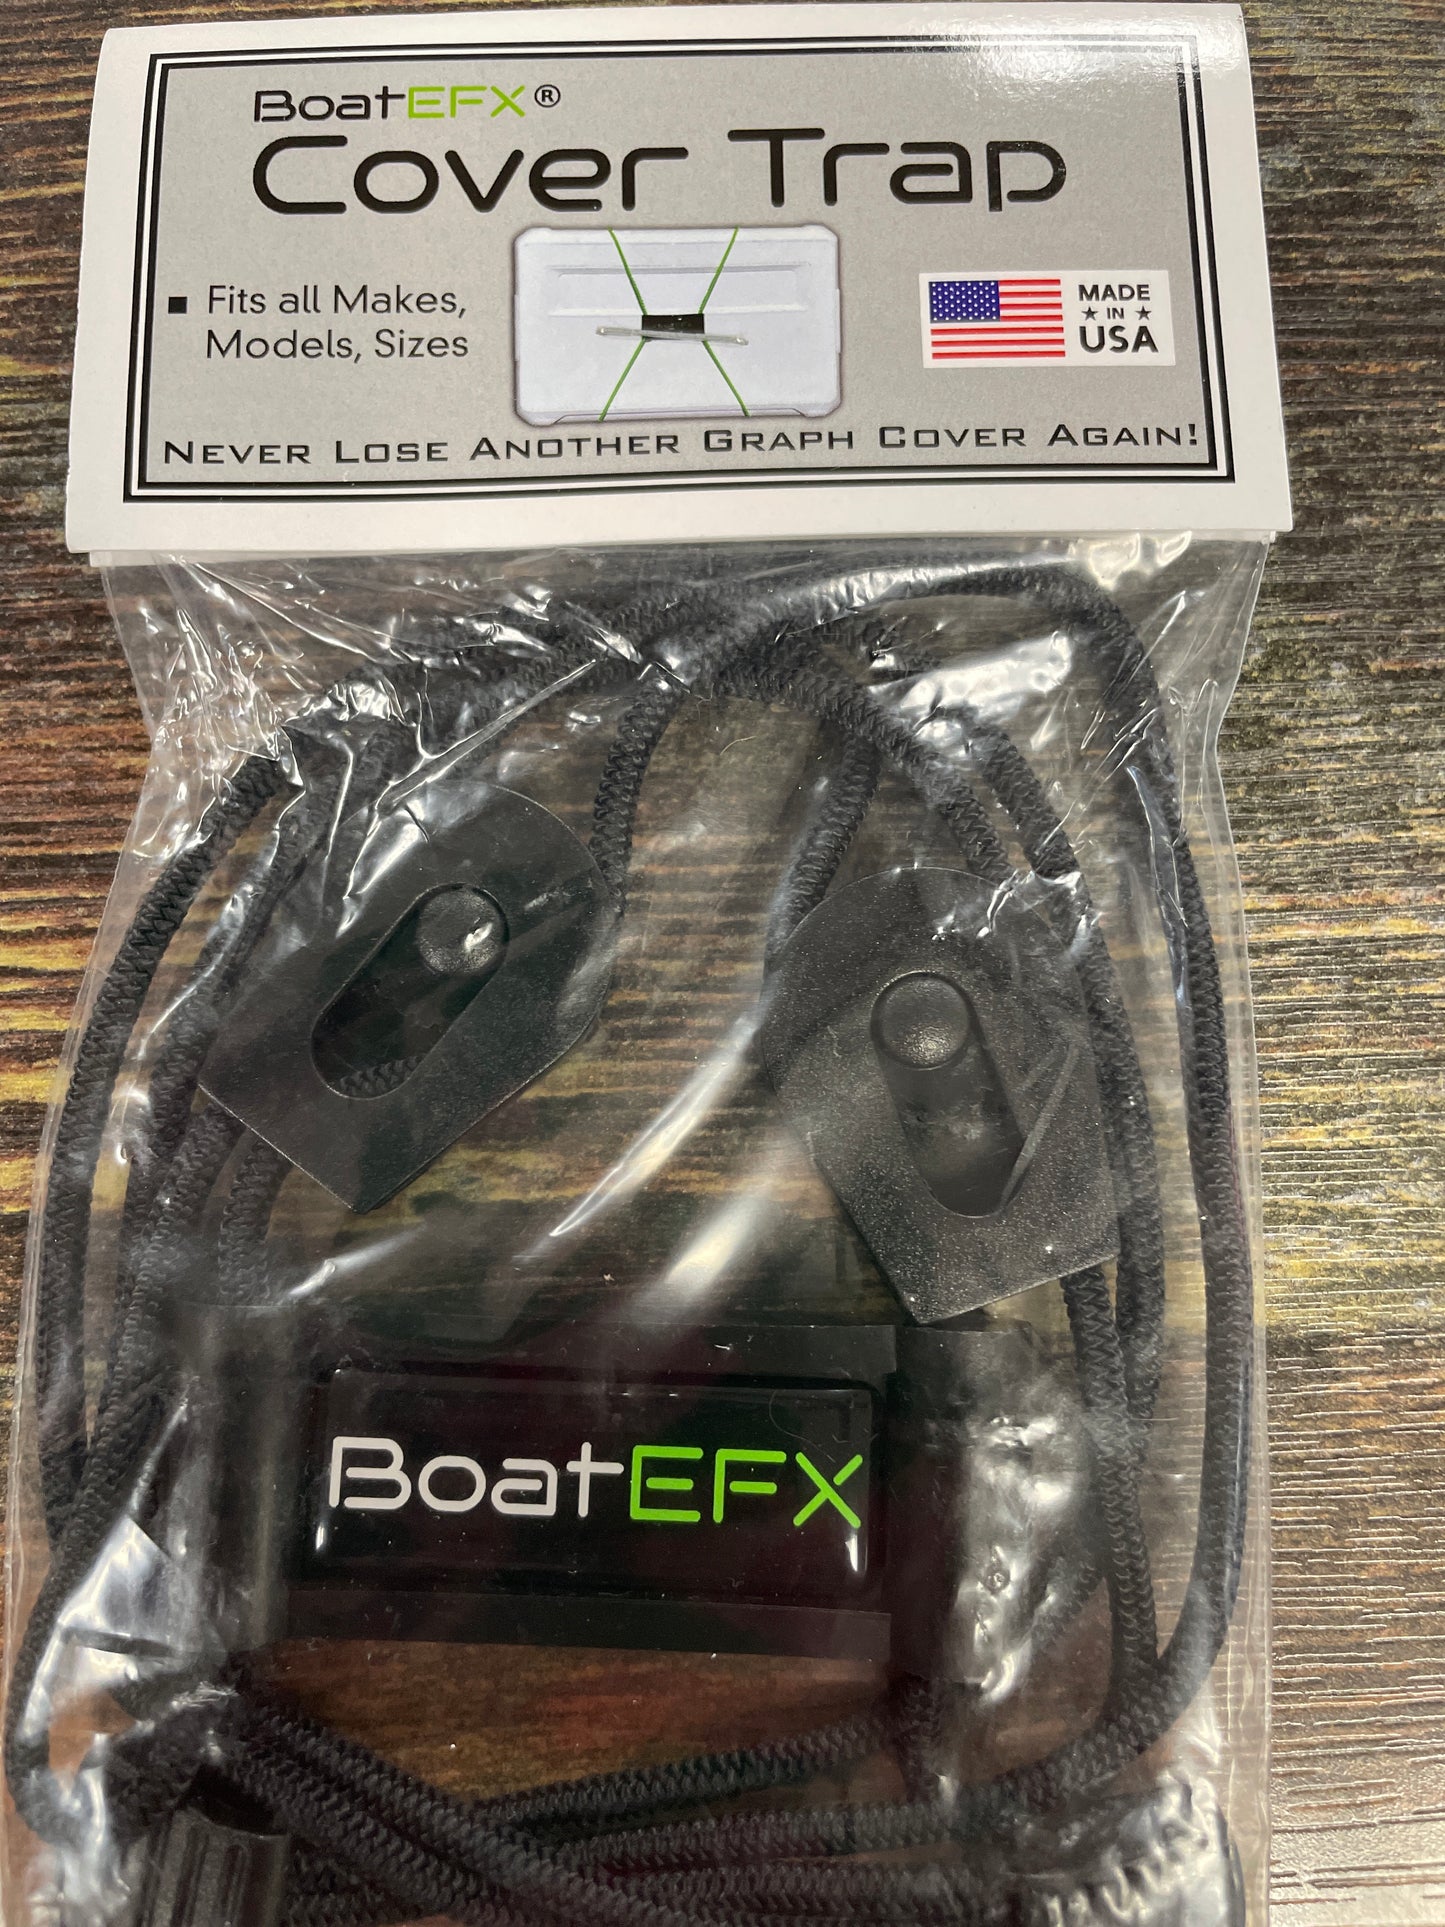 BoatEFX®
Cover Trap
▪ Fits all Makes,
Models, Sizes
MADE
★ IN ★
USA
NEVER LOSE ANOTHER GRAPH COVER AGAIN!
BoatEFX